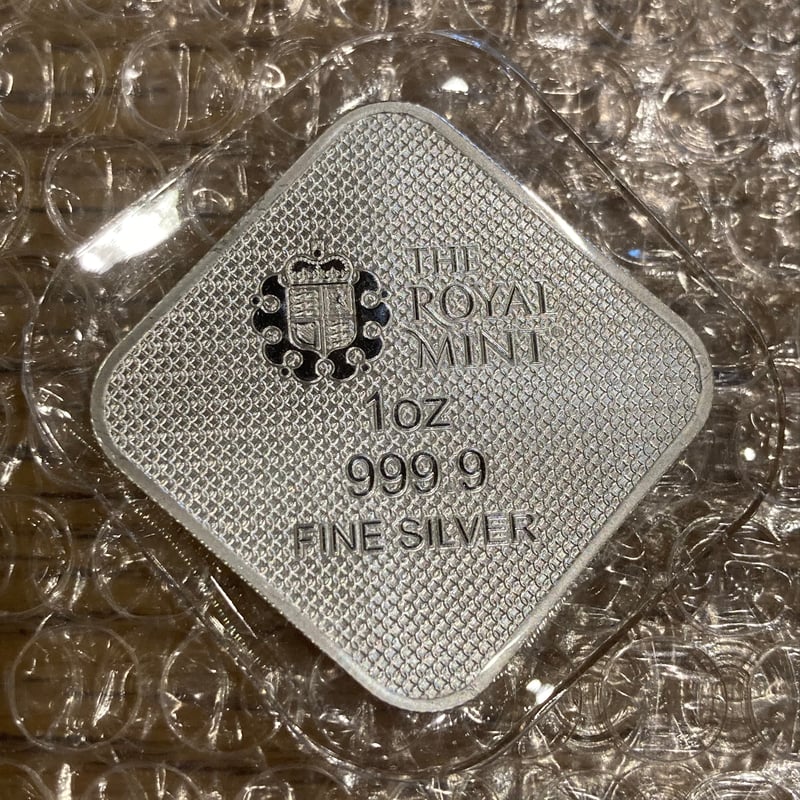 THE
ROYAL
MINT
1oz
999 9
FINE SILVER